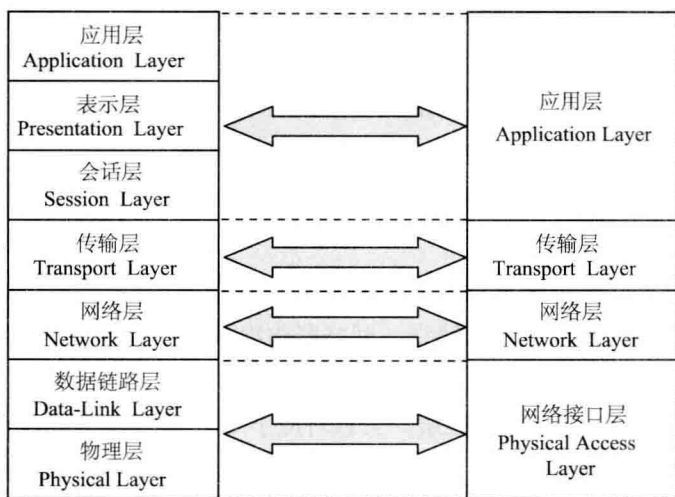 应用层
Application Layer
表示层
Presentation Layer
会话层
Session Layer
传输层
Transport Layer
网络层
Network Layer
数据链路层
Data-Link Layer
物理层
Physical Layer
应用层
Application Layer
传输层
Transport Layer
网络层
Network Layer
网络接口层
Physical Access
Layer